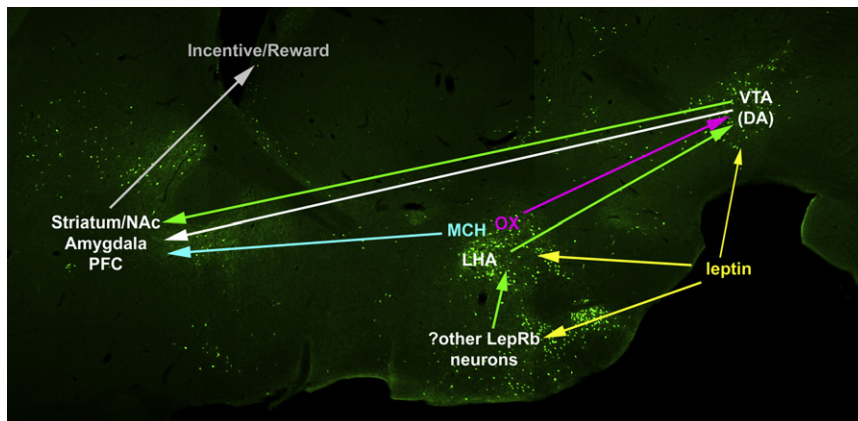 Incentive/Reward
VTA
(DA)
Striatum/NAc
Amygdala
PFC
MCH
OX
LHA
leptin
?other LepRb
neurons